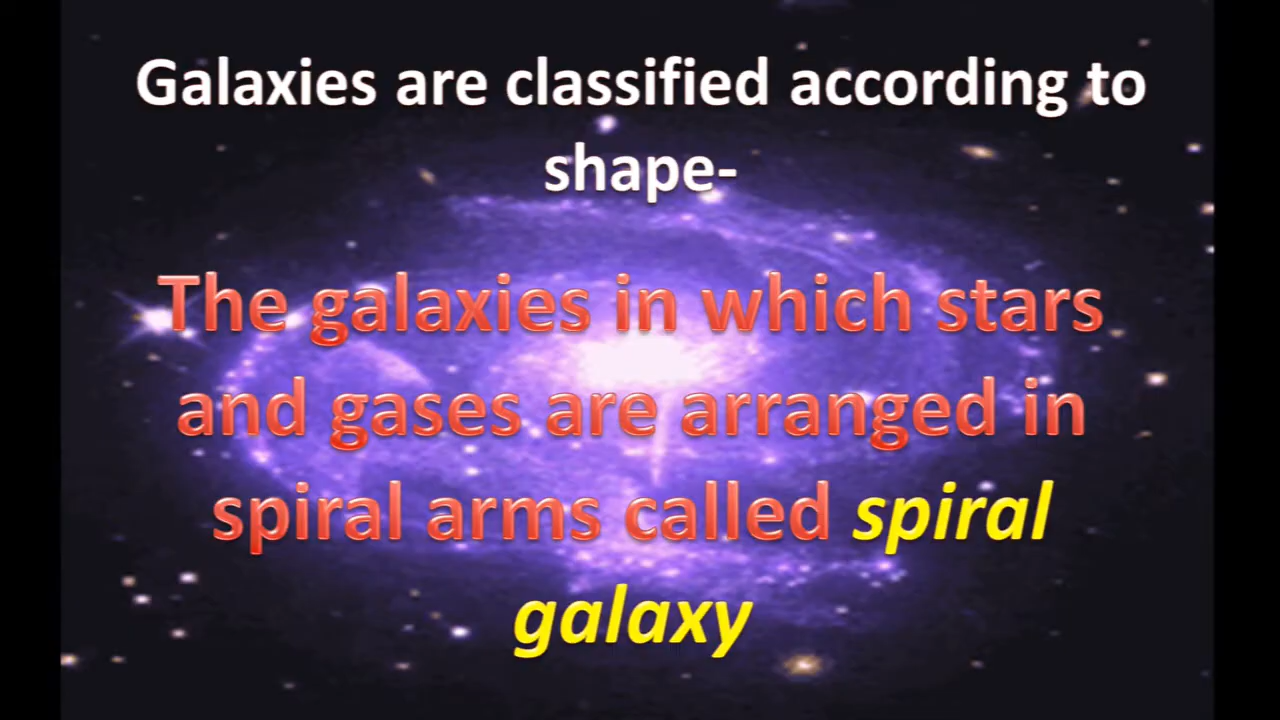 Galaxies are classified according to
shape-
The galaxies in which stars
and gases are arranged in
spiral arms called spiral
galaxy